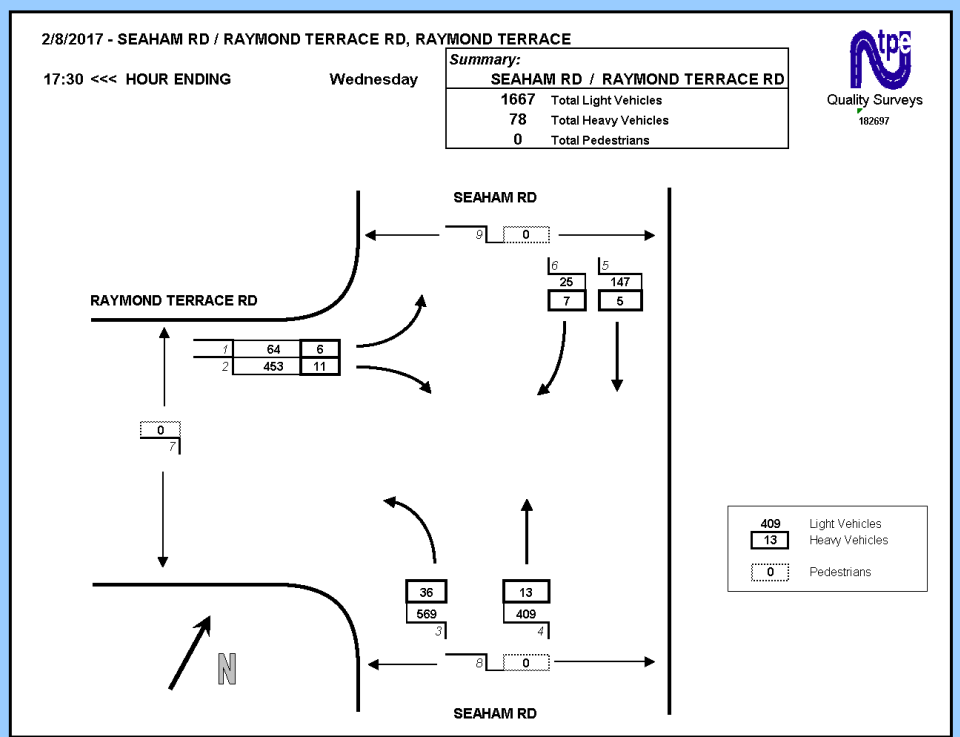 2/8/2017 - SEAHAM RD / RAYMOND TERRACE RD, RAYMOND TERRACE
17:30 <<< HOUR ENDING Wednesday
Summary:
SEAHAM RD / RAYMOND TERRACE RD
1667 Total Light Vehicles
78 Total Heavy Vehicles
0 Total Pedestrians
tpe
Quality Surveys
182697
SEAHAM RD
9 0
6 5
25 147
7 5
RAYMOND TERRACE RD
1 64 6
2 453 11
0
7
36 13
569 409
3 4
8 0
N
SEAHAM RD
409 Light Vehicles
13 Heavy Vehicles
0 Pedestrians